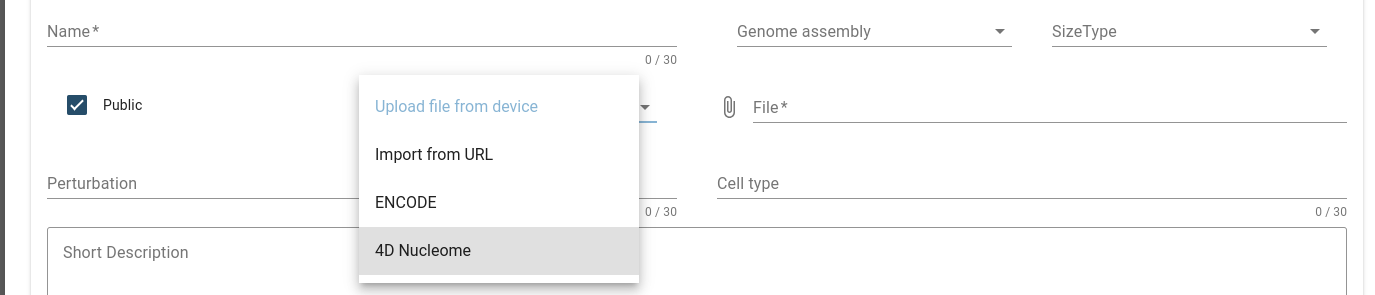 Name*
Genome assembly
SizeType
0 / 30
Public
Upload file from device
File*
Import from URL
Perturbation
Cell type
ENCODE
0 / 30
0 / 30
Short Description
4D Nucleome